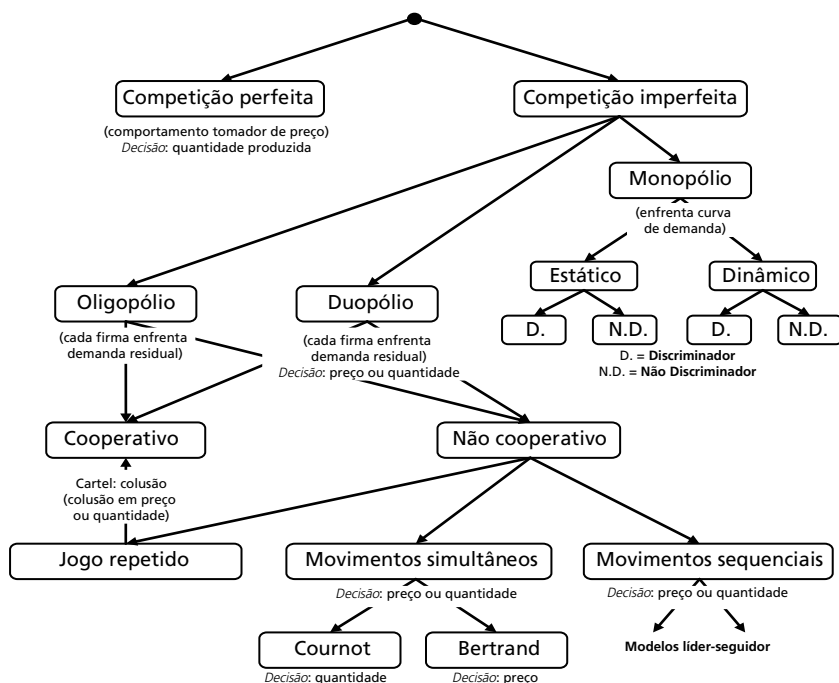 Competição perfeita
Competição imperfeita
(comportamento tomador de preço)
Decisão: quantidade produzida
Monopólio
(enfrenta curva
de demanda)
Estático
Dinâmico
Oligopólio
Duopólio
D.
N.D.
D.
N.D.
(cada firma enfrenta
demanda residual)
(cada firma enfrenta
demanda residual)
Decisão: preço ou quantidade
D. = Discriminador
N.D. = Não Discriminador
Cooperativo
Não cooperativo
Cartel: colusão
(colusão em preço
ou quantidade)
Jogo repetido
Movimentos simultâneos
Movimentos sequenciais
Decisão: preço ou quantidade
Decisão: preço ou quantidade
Cournot
Bertrand
Modelos líder-seguidor
Decisão: quantidade
Decisão: preço